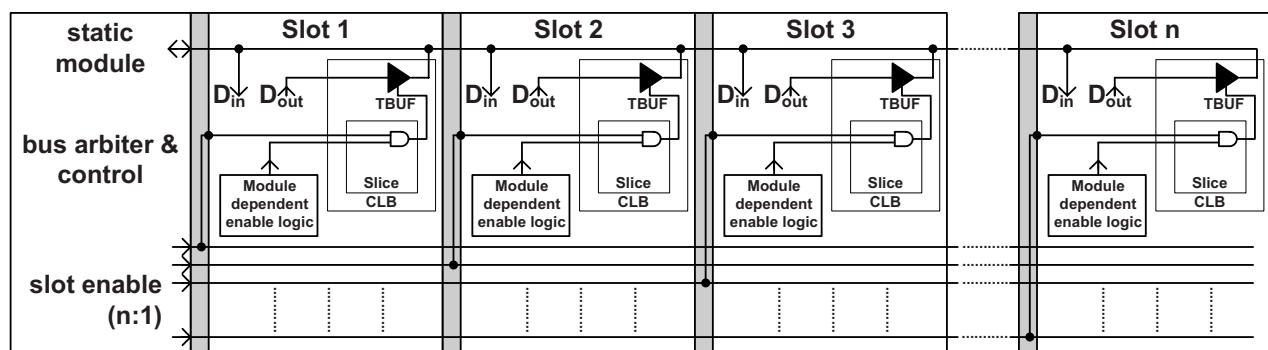 static
module
bus arbiter &
control
slot enable
(n:1)
Slot 1
Din
Dout
TBUF
Module
dependent
enable logic
Slice
CLB
Slot 2
Din
Dout
TBUF
Module
dependent
enable logic
Slice
CLB
Slot 3
Din
Dout
TBUF
Module
dependent
enable logic
Slice
CLB
Slot n
Din
Dout
TBUF
Module
dependent
enable logic
Slice
CLB